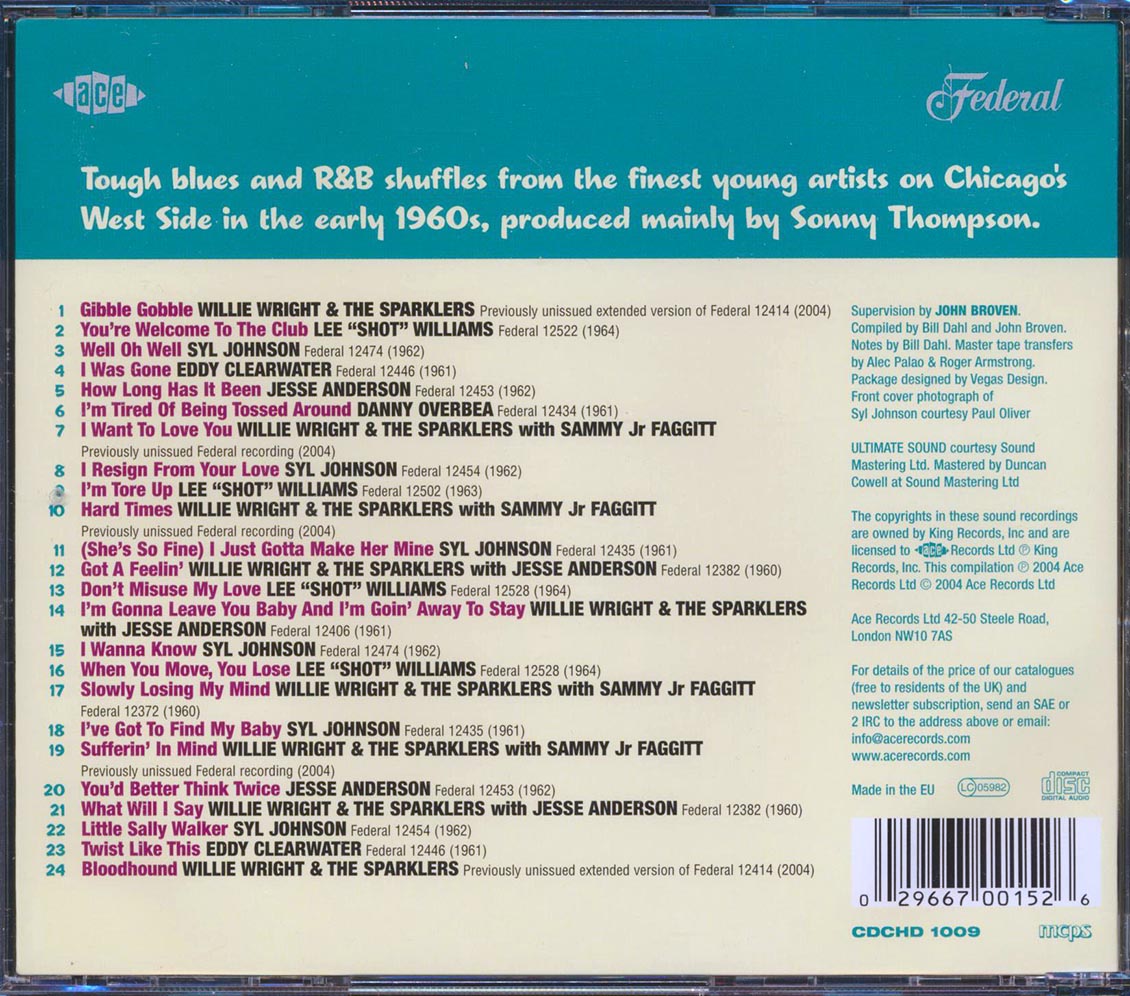 ace
Federal
Tough blues and R&B shuffles from the finest young artists on Chicago's
West Side in the early 1960s, produced mainly by Sonny Thompson.
1 Gibble Gobble WILLIE WRIGHT & THE SPARKLERS Previously unissued extended version of Federal 12414 (2004)
2 You're Welcome To The Club LEE "SHOT" WILLIAMS Federal 12522 (1964)
3 Well Oh Well SYL JOHNSON Federal 12474 (1962)
4 I Was Gone EDDY CLEARWATER Federal 12446 (1961)
5 How Long Has It Been JESSE ANDERSON Federal 12453 (1962)
6 I'm Tired Of Being Tossed Around DANNY OVERBEA Federal 12434 (1961)
7 I Want To Love You WILLIE WRIGHT & THE SPARKLERS with SAMMY Jr FAGGITT
Previously unissued Federal recording (2004)
8 I Resign From Your Love SYL JOHNSON Federal 12454 (1962)
9 I'm Tore Up LEE "SHOT" WILLIAMS Federal 12502 (1963)
10 Hard Times WILLIE WRIGHT & THE SPARKLERS with SAMMY Jr FAGGITT
Previously unissued Federal recording (2004)
11 (She's So Fine) I Just Gotta Make Her Mine SYL JOHNSON Federal 12435 (1961)
12 Got A Feelin' WILLIE WRIGHT & THE SPARKLERS with JESSE ANDERSON Federal 12382 (1960)
13 Don't Misuse My Love LEE "SHOT" WILLIAMS Federal 12528 (1964)
14 I'm Gonna Leave You Baby And I'm Goin' Away To Stay WILLIE WRIGHT & THE SPARKLERS
with JESSE ANDERSON Federal 12406 (1961)
15 I Wanna Know SYL JOHNSON Federal 12474 (1962)
16 When You Move, You Lose LEE "SHOT" WILLIAMS Federal 12528 (1964)
17 Slowly Losing My Mind WILLIE WRIGHT & THE SPARKLERS with SAMMY Jr FAGGITT
Federal 12372 (1960)
18 I've Got To Find My Baby SYL JOHNSON Federal 12435 (1961)
19 Sufferin' In Mind WILLIE WRIGHT & THE SPARKLERS with SAMMY Jr FAGGITT
Previously unissued Federal recording (2004)
20 You'd Better Think Twice JESSE ANDERSON Federal 12453 (1962)
21 What Will I Say WILLIE WRIGHT & THE SPARKLERS with JESSE ANDERSON Federal 12382 (1960)
22 Little Sally Walker SYL JOHNSON Federal 12454 (1962)
23 Twist Like This EDDY CLEARWATER Federal 12446 (1961)
24 Bloodhound WILLIE WRIGHT & THE SPARKLERS Previously unissued extended version of Federal 12414 (2004)
Supervision by JOHN BROVEN.
Compiled by Bill Dahl and John Broven.
Notes by Bill Dahl. Master tape transfers
by Alec Palao & Roger Armstrong.
Package designed by Vegas Design.
Front cover photograph of
Syl Johnson courtesy Paul Oliver
ULTIMATE SOUND courtesy Sound
Mastering Ltd. Mastered by Duncan
Cowell at Sound Mastering Ltd
The copyrights in these sound recordings
are owned by King Records, Inc and are
licensed to ace Records Ltd ℗ King
Records, Inc. This compilation ℗ 2004 Ace
Records Ltd © 2004 Ace Records Ltd
Ace Records Ltd 42-50 Steele Road,
London NW10 7AS
For details of the price of our catalogues
(free to residents of the UK) and
newsletter subscription, send an SAE or
2 IRC to the address above or email:
info@acerecords.com
www.acerecords.com
Made in the EU LC 05982 COMPACT disc DIGITAL AUDIO
0 29667 00152 6
CDCHD 1009 mcps